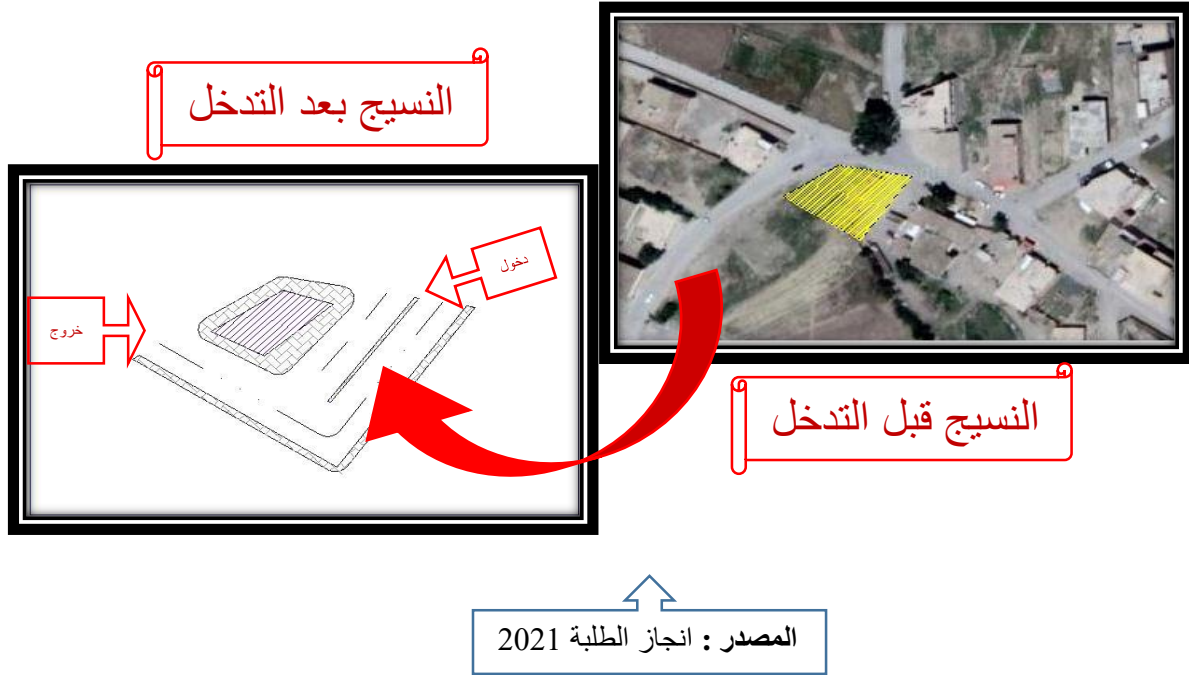 النسيج بعد التدخل
دخول
خروج
النسيج قبل التدخل
المصدر : انجاز الطلبة 2021